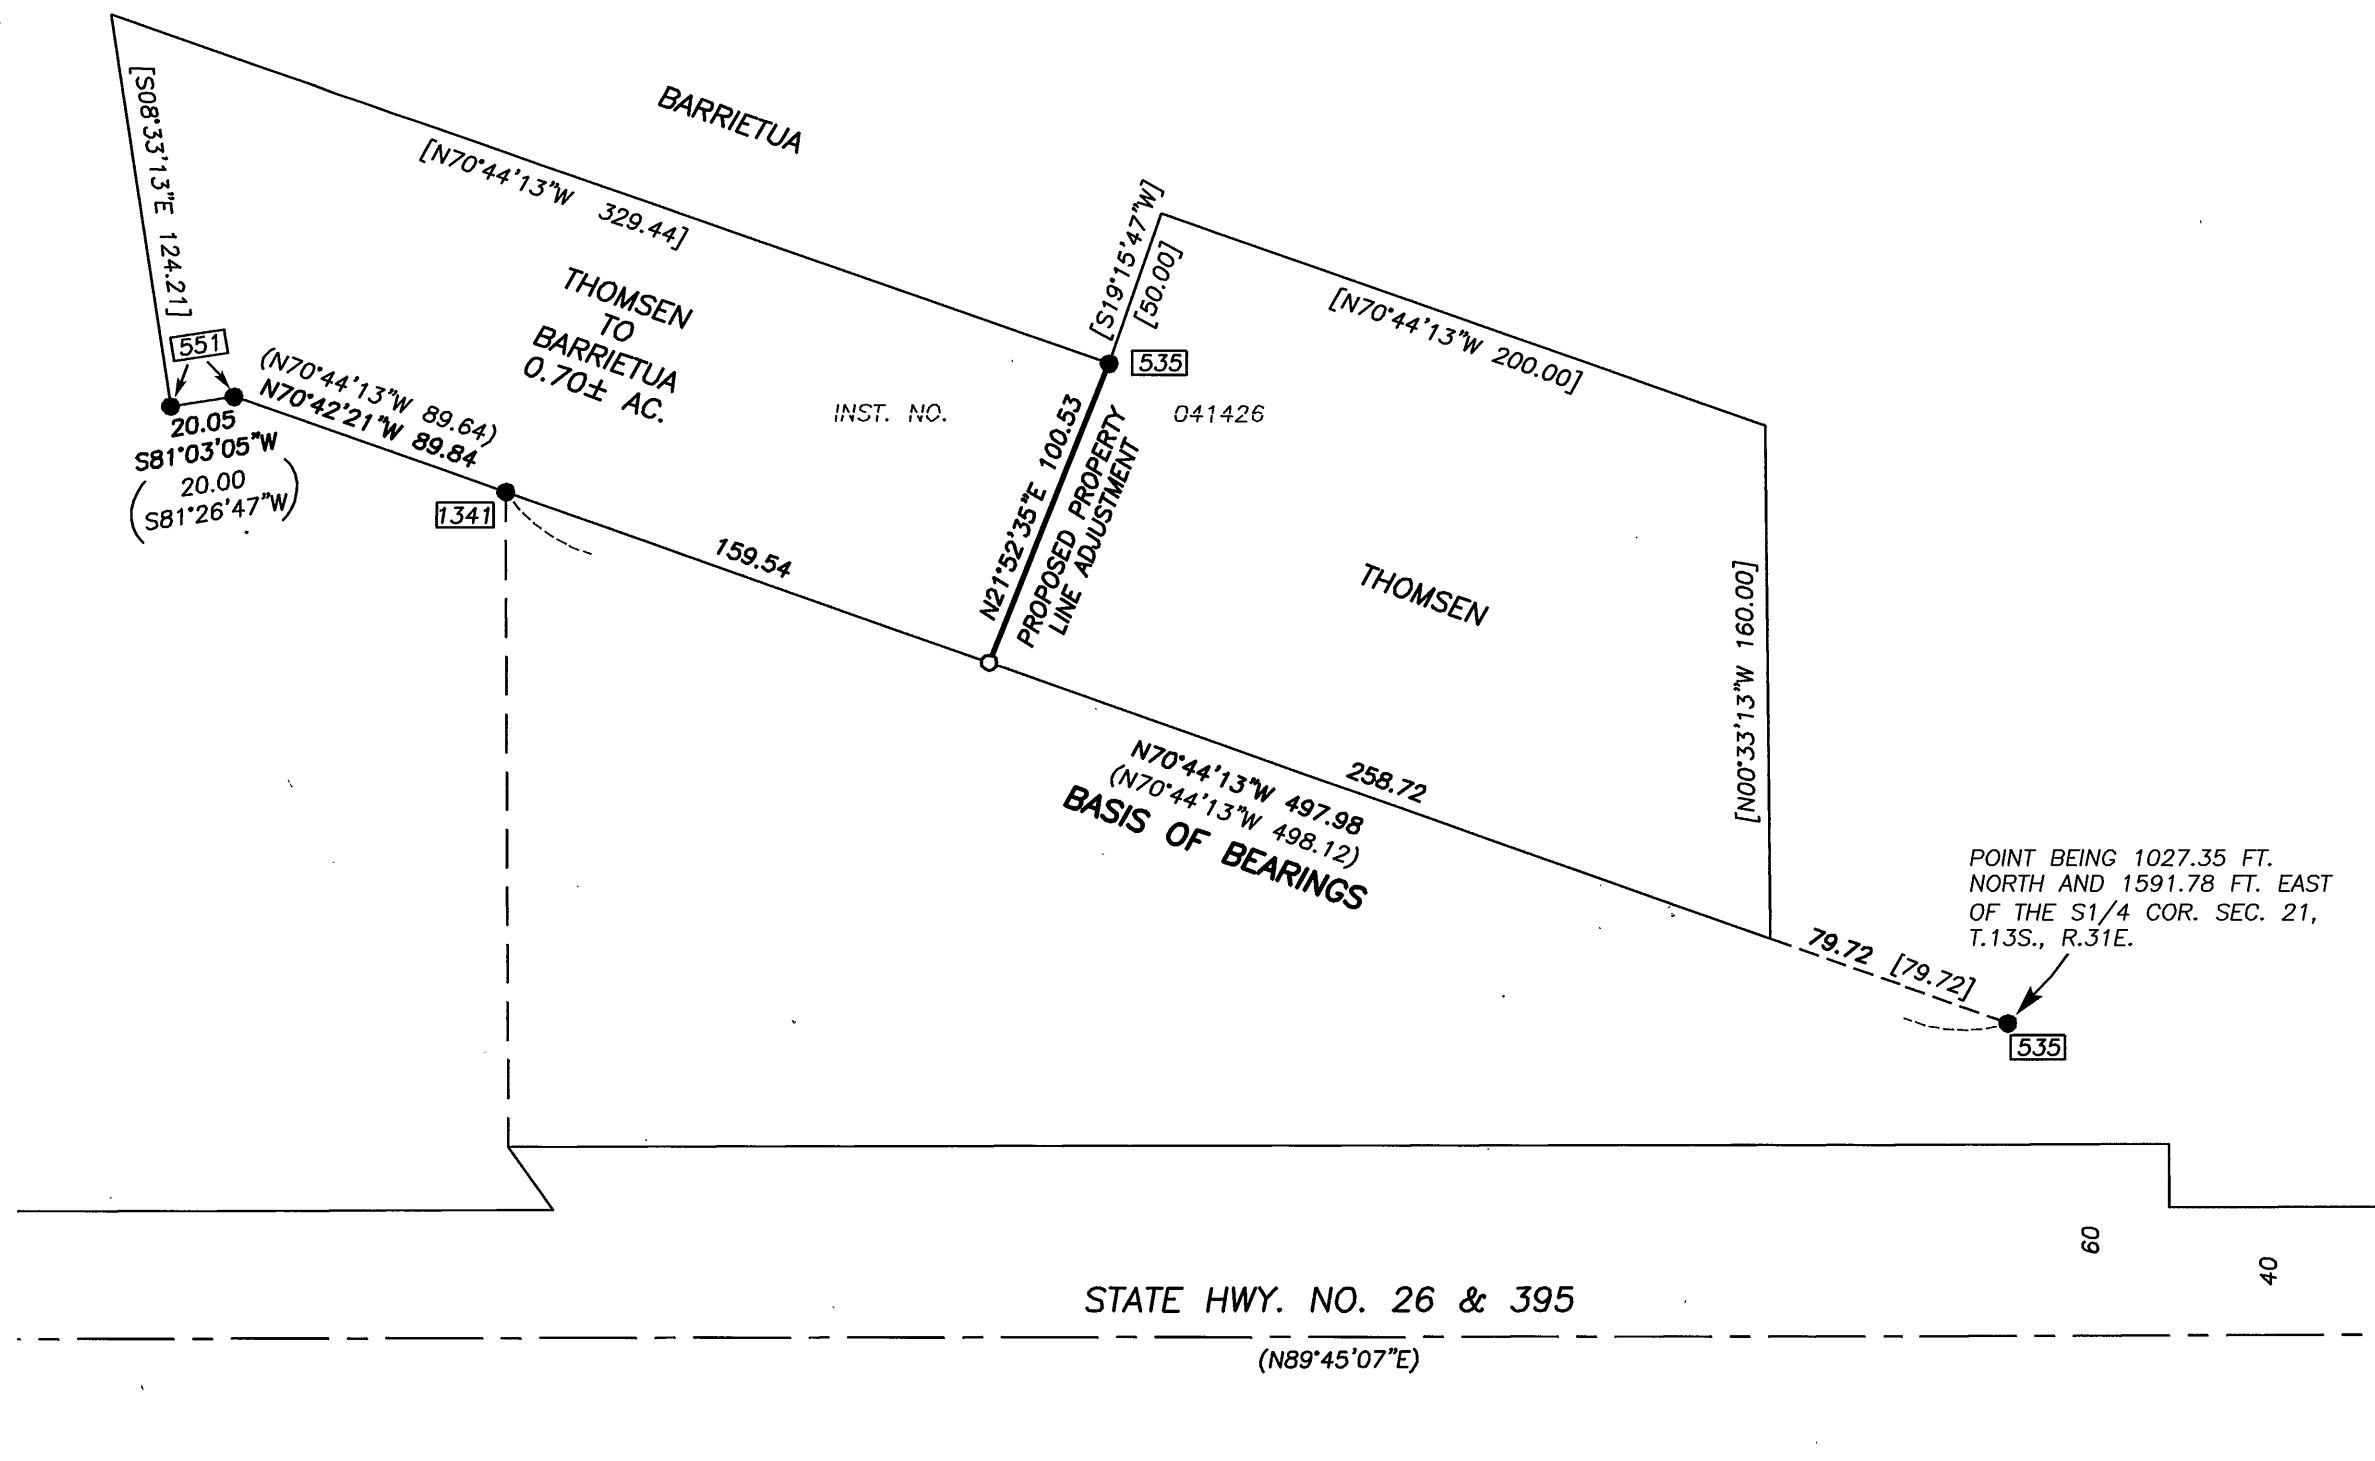 BARRIETUA
[S08°33'13"E 124.21]
[N70°44'13"W 329.44]
THOMSEN
TO
BARRIETUA
0.70± AC.
551
(N70°44'13"W 89.64)
N70°42'21"W 89.84
20.05
S81°03'05"W
20.00
(S81°26'47"W)
1341
159.54
INST. NO. 041426
[S19°15'47"W]
[50.00]
535
N21°52'35"E 100.53
PROPOSED PROPERTY
LINE ADJUSTMENT
[N70°44'13"W 200.00]
THOMSEN
[N00°33'13"W 160.00]
258.72
N70°44'13"W 497.98
(N70°44'13"W 498.12)
BASIS OF BEARINGS
POINT BEING 1027.35 FT.
NORTH AND 1591.78 FT. EAST
OF THE S1/4 COR. SEC. 21,
T.13S., R.31E.
79.72 [79.72]
535
60
40
STATE HWY. NO. 26 & 395
(N89°45'07"E)